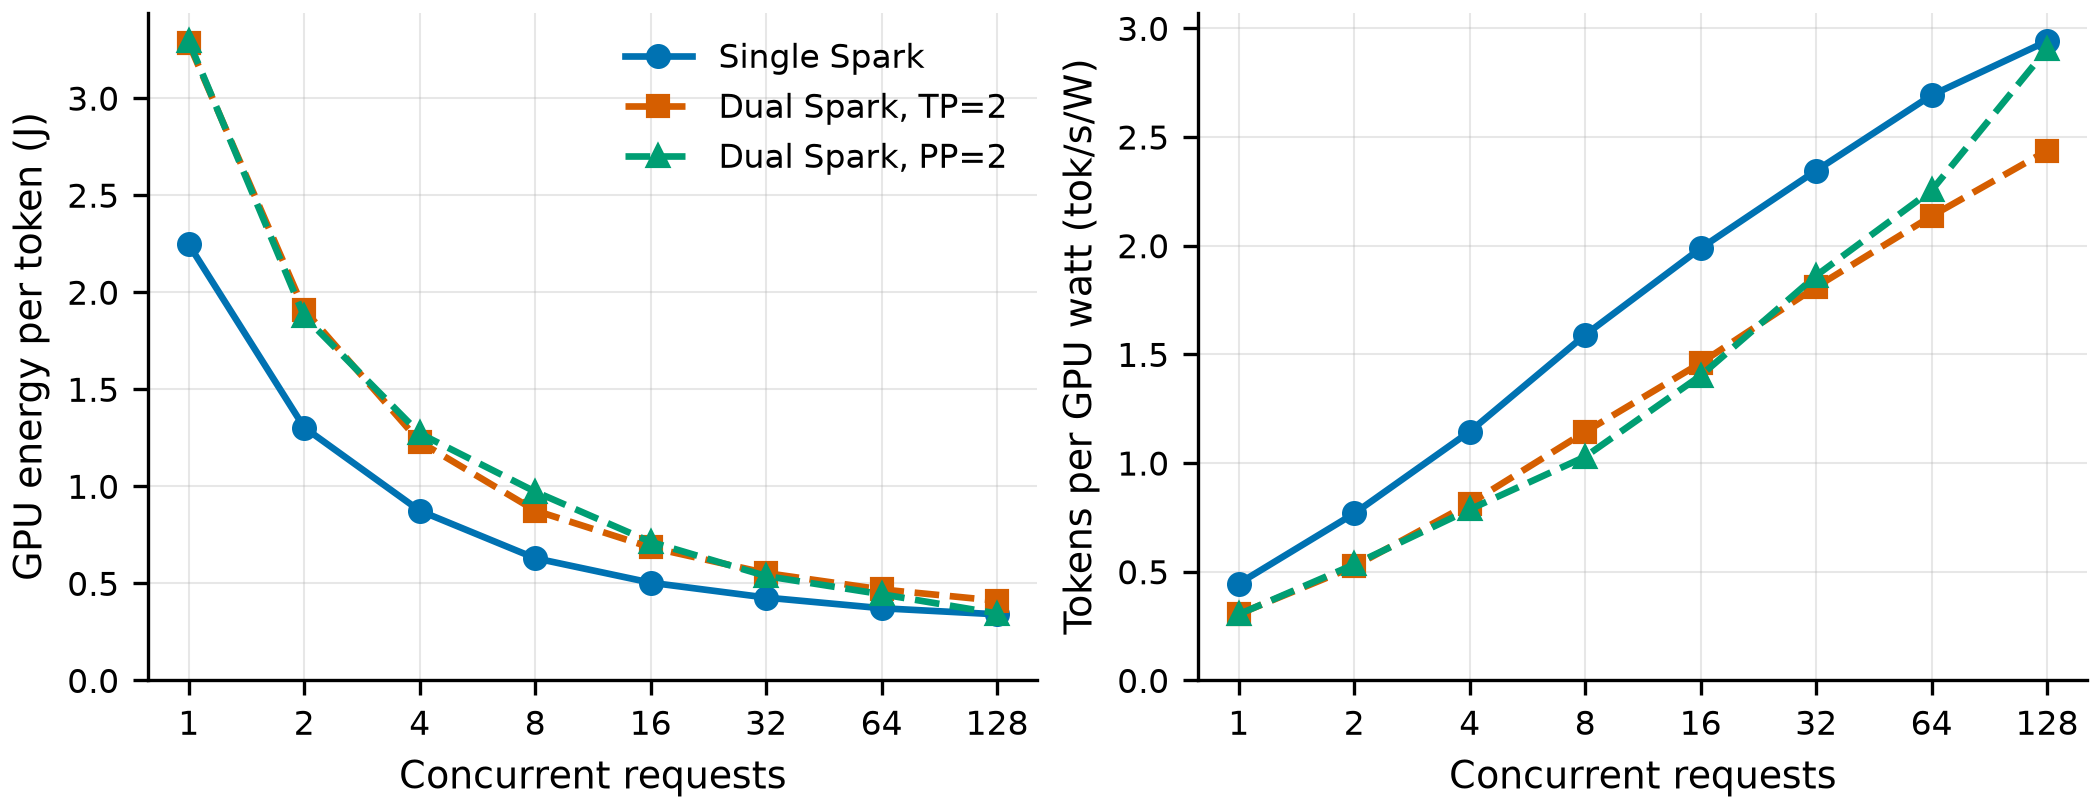 GPU energy per token (J)
3.0
2.5
2.0
1.5
1.0
0.5
0.0
Single Spark
Dual Spark, TP=2
Dual Spark, PP=2
1 2 4 8 16 32 64 128
Concurrent requests
Tokens per GPU watt (tok/s/W)
3.0
2.5
2.0
1.5
1.0
0.5
0.0
1 2 4 8 16 32 64 128
Concurrent requests